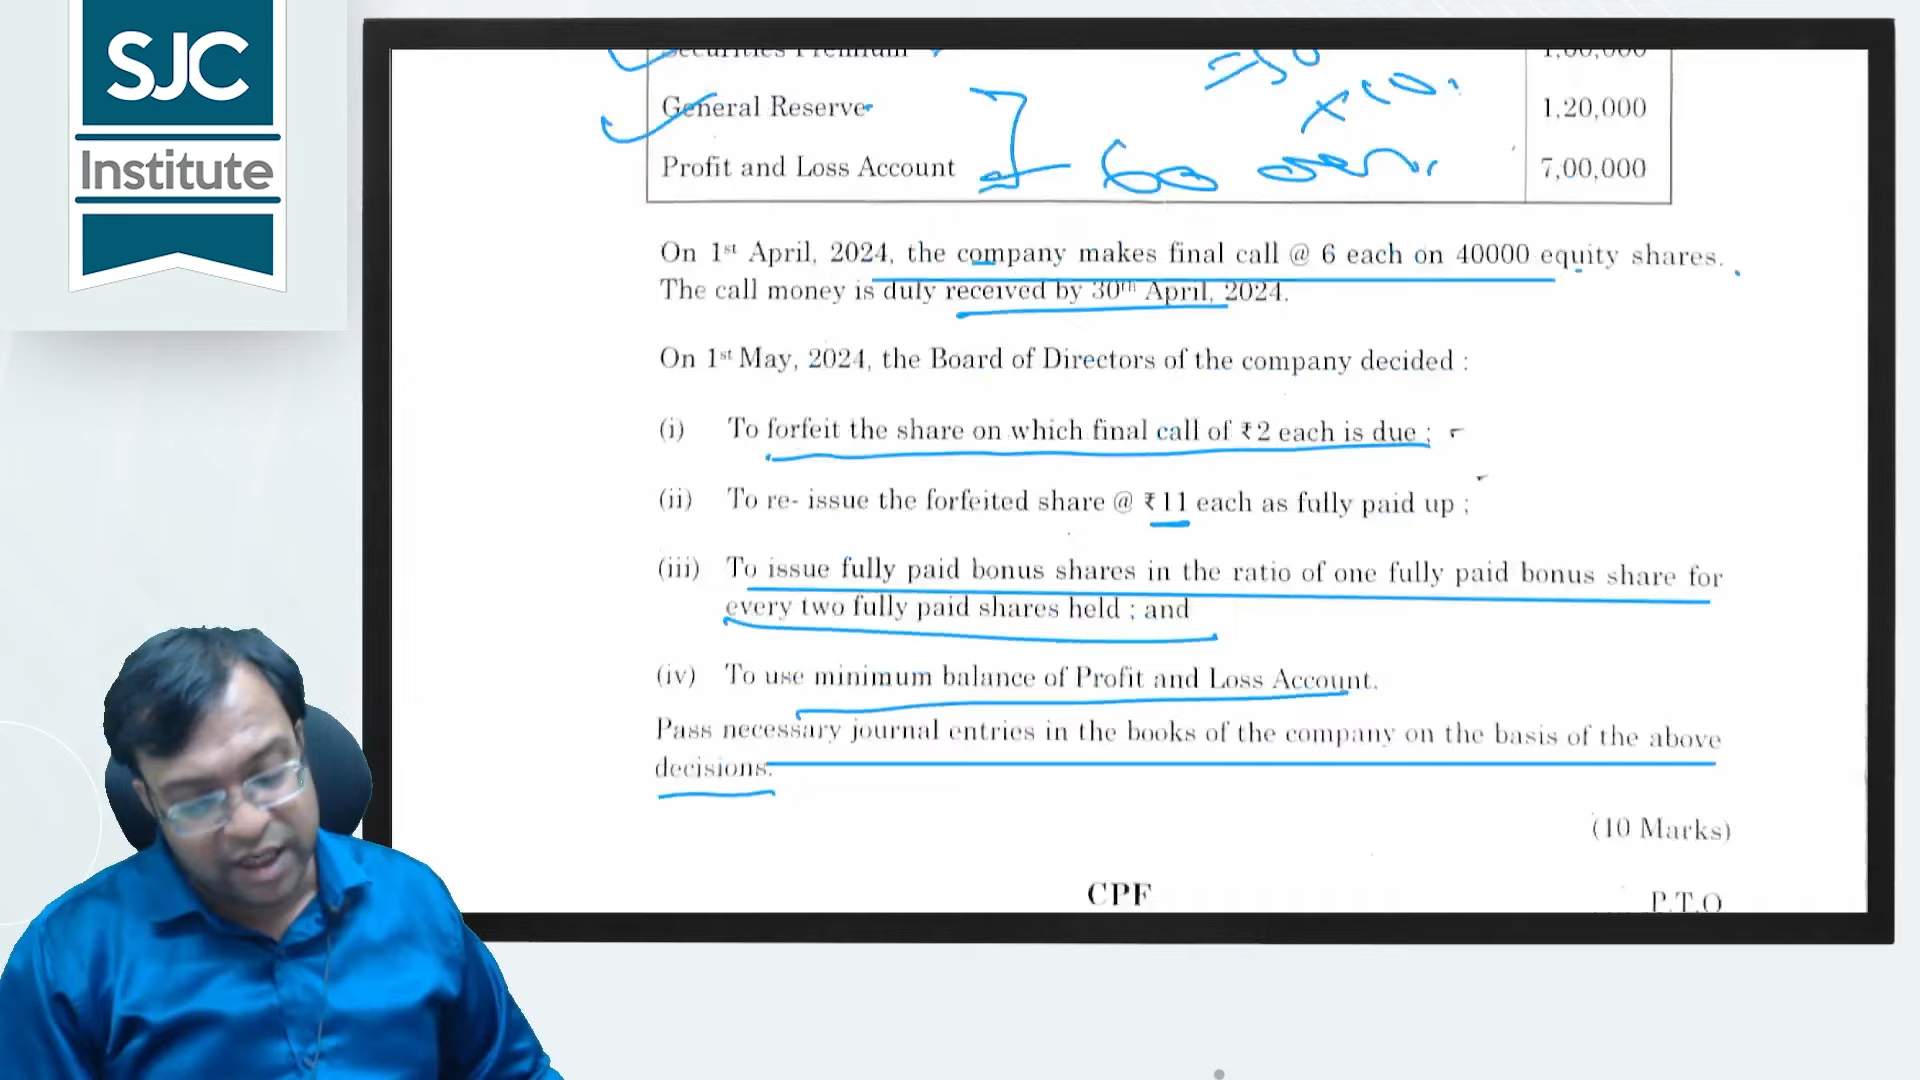 SJC
Institute
Securities Premium 1,00,000
General Reserve 1,20,000
Profit and Loss Account 7,00,000
On 1st April, 2024, the company makes final call @ 6 each on 40000 equity shares.
The call money is duly received by 30th April, 2024.
On 1st May, 2024, the Board of Directors of the company decided :
(i) To forfeit the share on which final call of ₹2 each is due ;
(ii) To re- issue the forfeited share @ ₹11 each as fully paid up ;
(iii) To issue fully paid bonus shares in the ratio of one fully paid bonus share for
every two fully paid shares held ; and
(iv) To use minimum balance of Profit and Loss Account.
Pass necessary journal entries in the books of the company on the basis of the above
decisions.
(10 Marks)
CPF
P.T.O